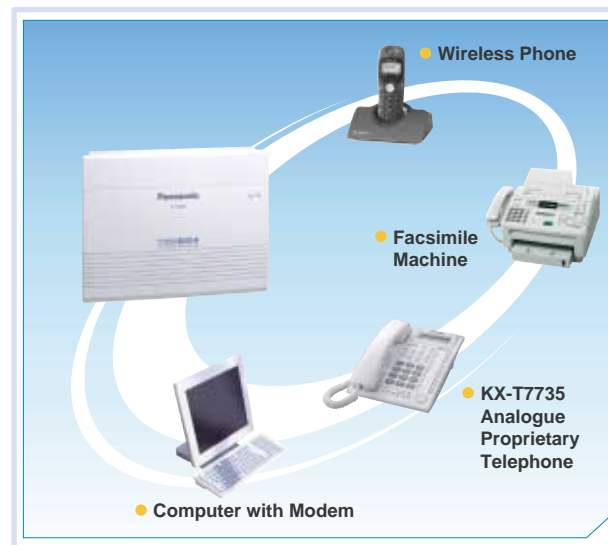 Wireless Phone
Panasonic
Facsimile
Machine
KX-T7735
Analogue
Proprietary
Telephone
Computer with Modem